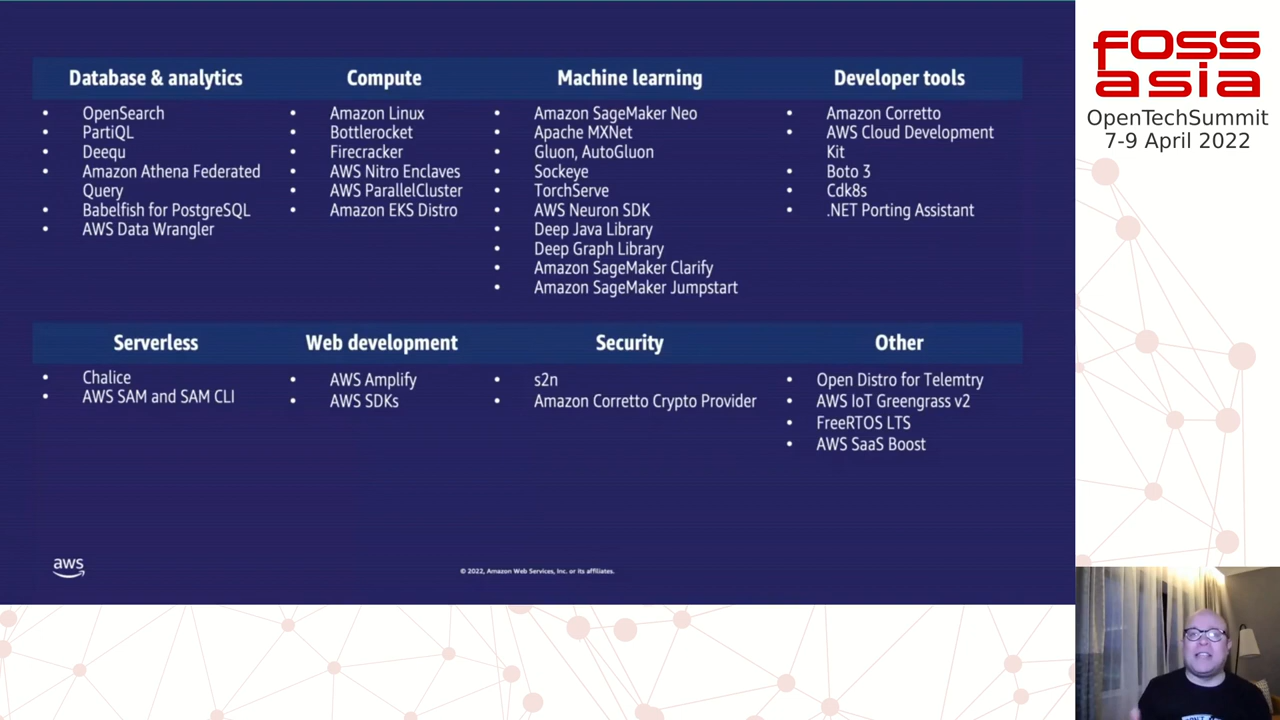 Database & analytics
• OpenSearch
• PartiQL
• Deequ
• Amazon Athena Federated
Query
• Babelfish for PostgreSQL
• AWS Data Wrangler
Compute
• Amazon Linux
• Bottlerocket
• Firecracker
• AWS Nitro Enclaves
• AWS ParallelCluster
• Amazon EKS Distro
Machine learning
• Amazon SageMaker Neo
• Apache MXNet
• Gluon, AutoGluon
• Sockeye
• TorchServe
• AWS Neuron SDK
• Deep Java Library
• Deep Graph Library
• Amazon SageMaker Clarify
• Amazon SageMaker Jumpstart
Developer tools
• Amazon Corretto
• AWS Cloud Development
Kit
• Boto 3
• Cdk8s
• .NET Porting Assistant
Serverless
• Chalice
• AWS SAM and SAM CLI
Web development
• AWS Amplify
• AWS SDKs
Security
• s2n
• Amazon Corretto Crypto Provider
Other
• Open Distro for Telemtry
• AWS IoT Greengrass v2
• FreeRTOS LTS
• AWS SaaS Boost
aws
© 2022, Amazon Web Services, Inc. or its affiliates.
foss
asia
OpenTechSummit
7-9 April 2022